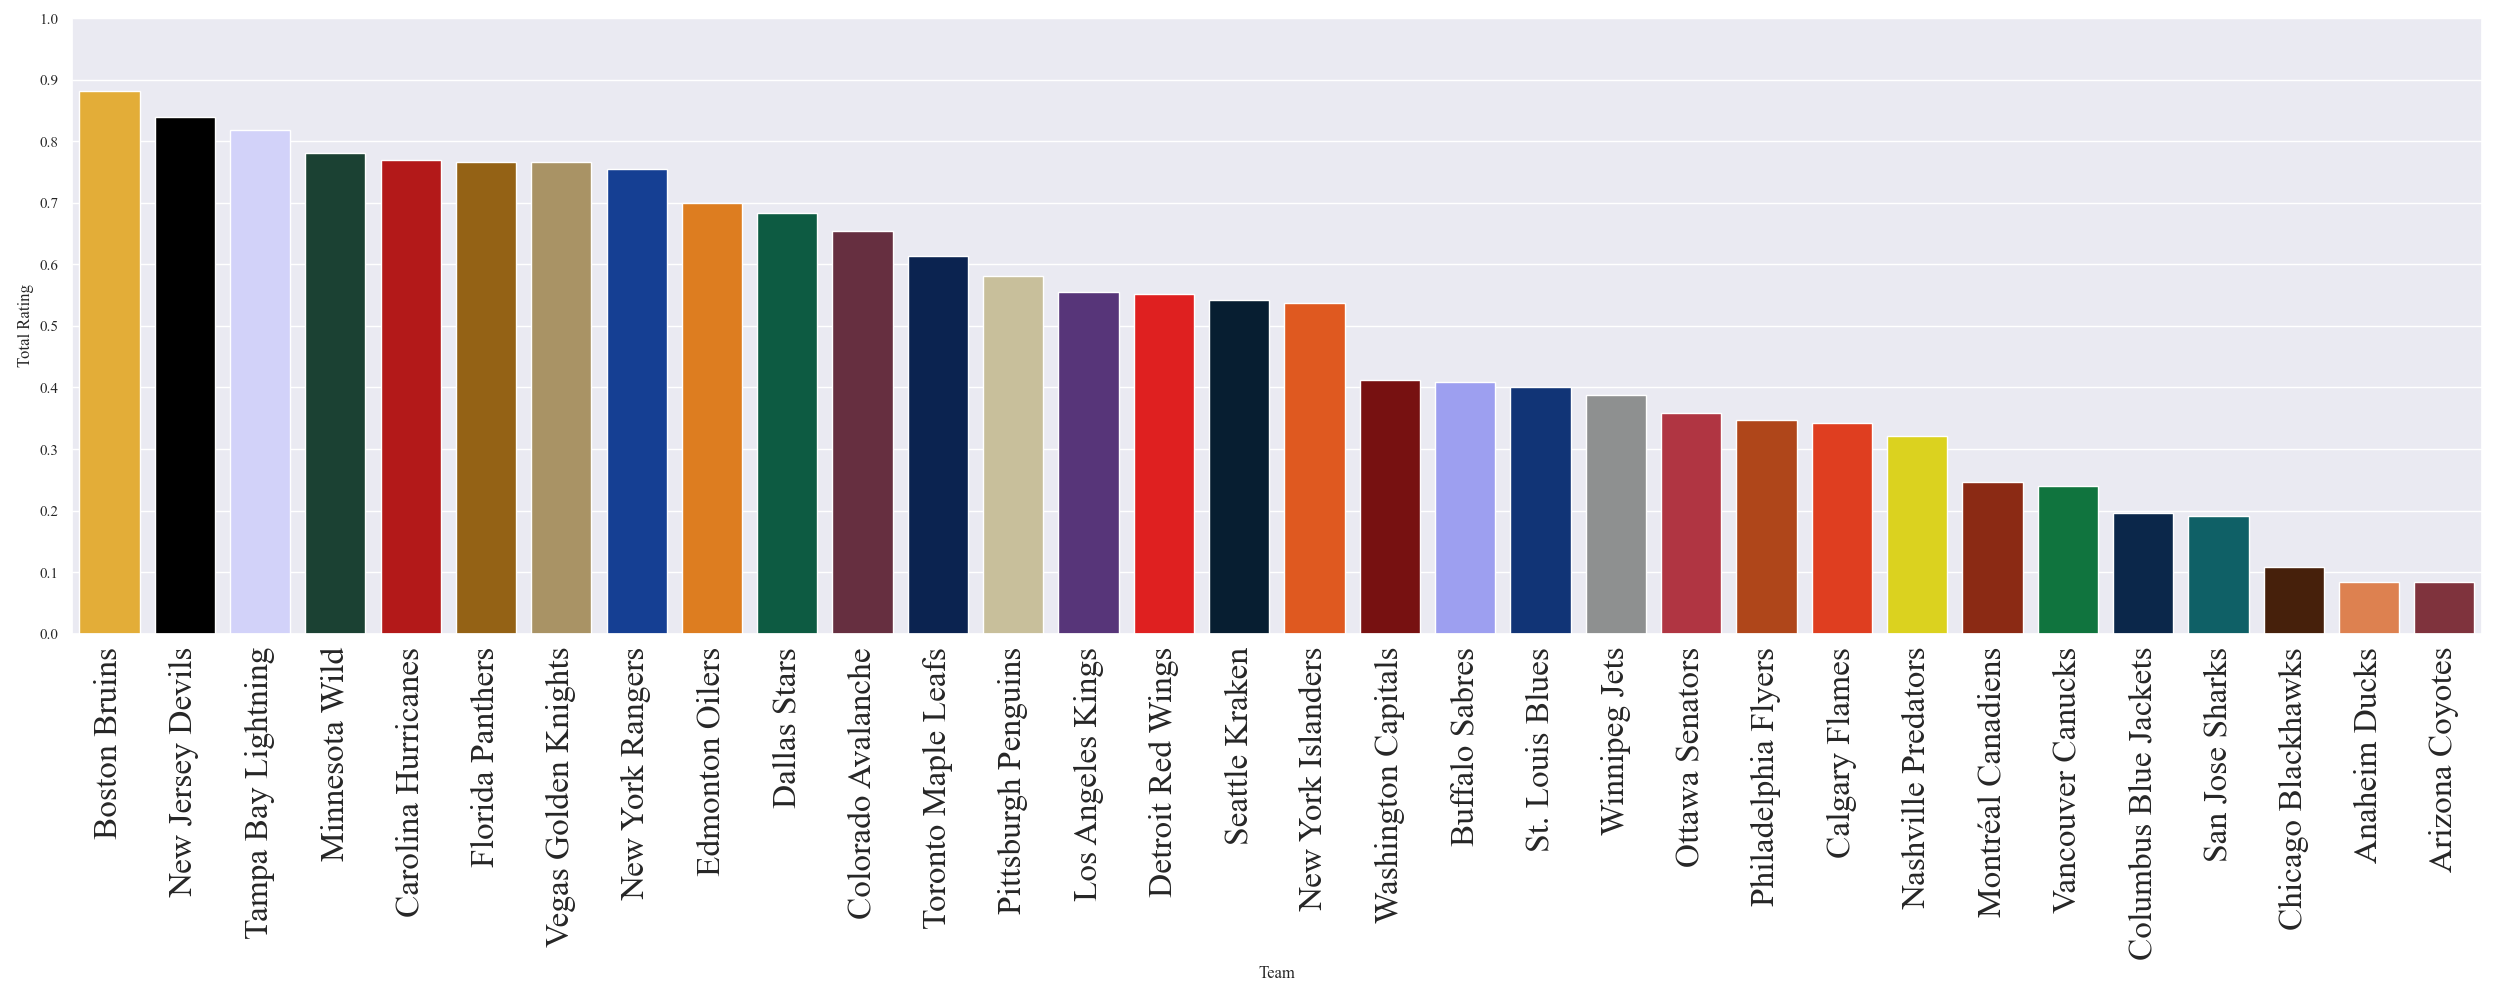 1.0
0.9
0.8
0.7
0.6
0.5
0.4
0.3
0.2
0.1
0.0
Total Rating
Boston Bruins
New Jersey Devils
Tampa Bay Lightning
Minnesota Wild
Carolina Hurricanes
Florida Panthers
Vegas Golden Knights
New York Rangers
Edmonton Oilers
Dallas Stars
Colorado Avalanche
Toronto Maple Leafs
Pittsburgh Penguins
Los Angeles Kings
Detroit Red Wings
Seattle Kraken
New York Islanders
Washington Capitals
Buffalo Sabres
St. Louis Blues
Winnipeg Jets
Ottawa Senators
Philadelphia Flyers
Calgary Flames
Nashville Predators
Montréal Canadiens
Vancouver Canucks
Columbus Blue Jackets
San Jose Sharks
Chicago Blackhawks
Anaheim Ducks
Arizona Coyotes
Team